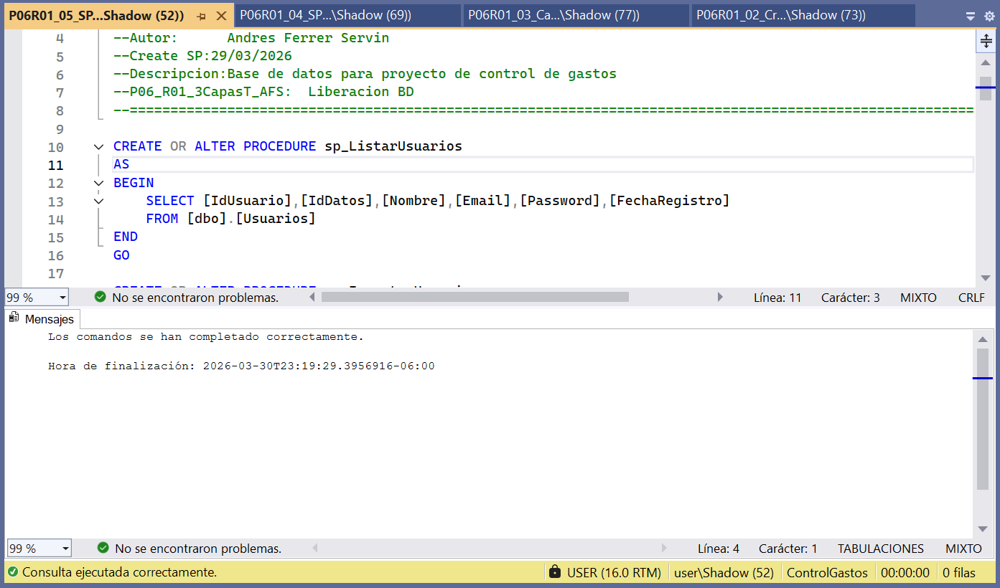 P06R01_05_SP...Shadow (52)) P06R01_04_SP...\Shadow (69)) P06R01_03_Ca...\Shadow (77)) P06R01_02_Cr...\Shadow (73))
4 --Autor: Andres Ferrer Servin
5 --Create SP:29/03/2026
6 --Descripcion:Base de datos para proyecto de control de gastos
7 --P06_R01_3CapasT_AFS: Liberacion BD
8 --========================================================================================================
9
10 CREATE OR ALTER PROCEDURE sp_ListarUsuarios
11 AS
12 BEGIN
13 SELECT [IdUsuario],[IdDatos],[Nombre],[Email],[Password],[FechaRegistro]
14 FROM [dbo].[Usuarios]
15 END
16 GO
17
99 % No se encontraron problemas. Línea: 11 Carácter: 3 MIXTO CRLF
Mensajes
Los comandos se han completado correctamente.
Hora de finalización: 2026-03-30T23:19:29.3956916-06:00
99 % No se encontraron problemas. Línea: 4 Carácter: 1 TABULACIONES MIXTO
Consulta ejecutada correctamente. USER (16.0 RTM) user\Shadow (52) ControlGastos 00:00:00 0 filas